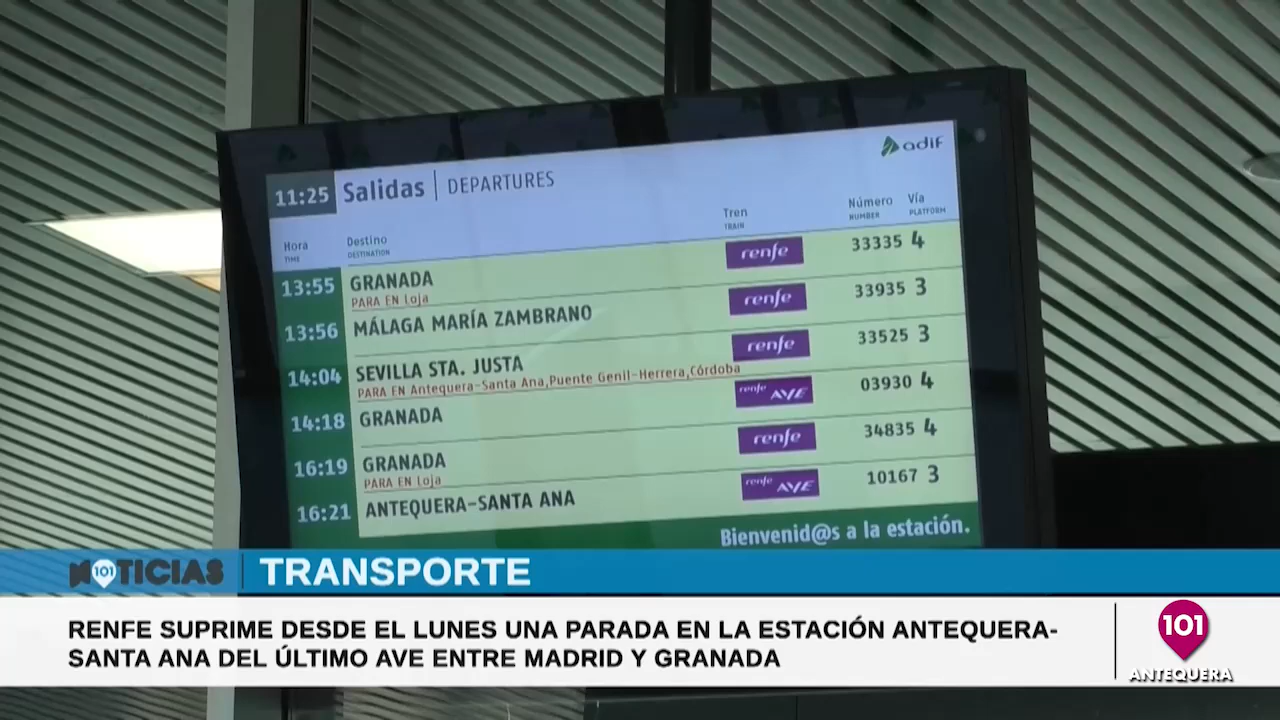 adif
11:25 Salidas | DEPARTURES
Hora Destino Tren Número Vía
TIME DESTINATION TRAIN NUMBER PLATFORM
13:55 GRANADA renfe 33335 4
PARA EN Loja
13:56 MÁLAGA MARÍA ZAMBRANO renfe 33935 3
14:04 SEVILLA STA. JUSTA renfe 33525 3
PARA EN Antequera-Santa Ana,Puente Genil-Herrera,Córdoba
14:18 GRANADA renfe AVE 03930 4
16:19 GRANADA renfe 34835 4
PARA EN Loja
16:21 ANTEQUERA-SANTA ANA renfe AVE 10167 3
Bienvenid@s a la estación.
N101TICIAS TRANSPORTE
RENFE SUPRIME DESDE EL LUNES UNA PARADA EN LA ESTACIÓN ANTEQUERA-
SANTA ANA DEL ÚLTIMO AVE ENTRE MADRID Y GRANADA
101
ANTEQUERA